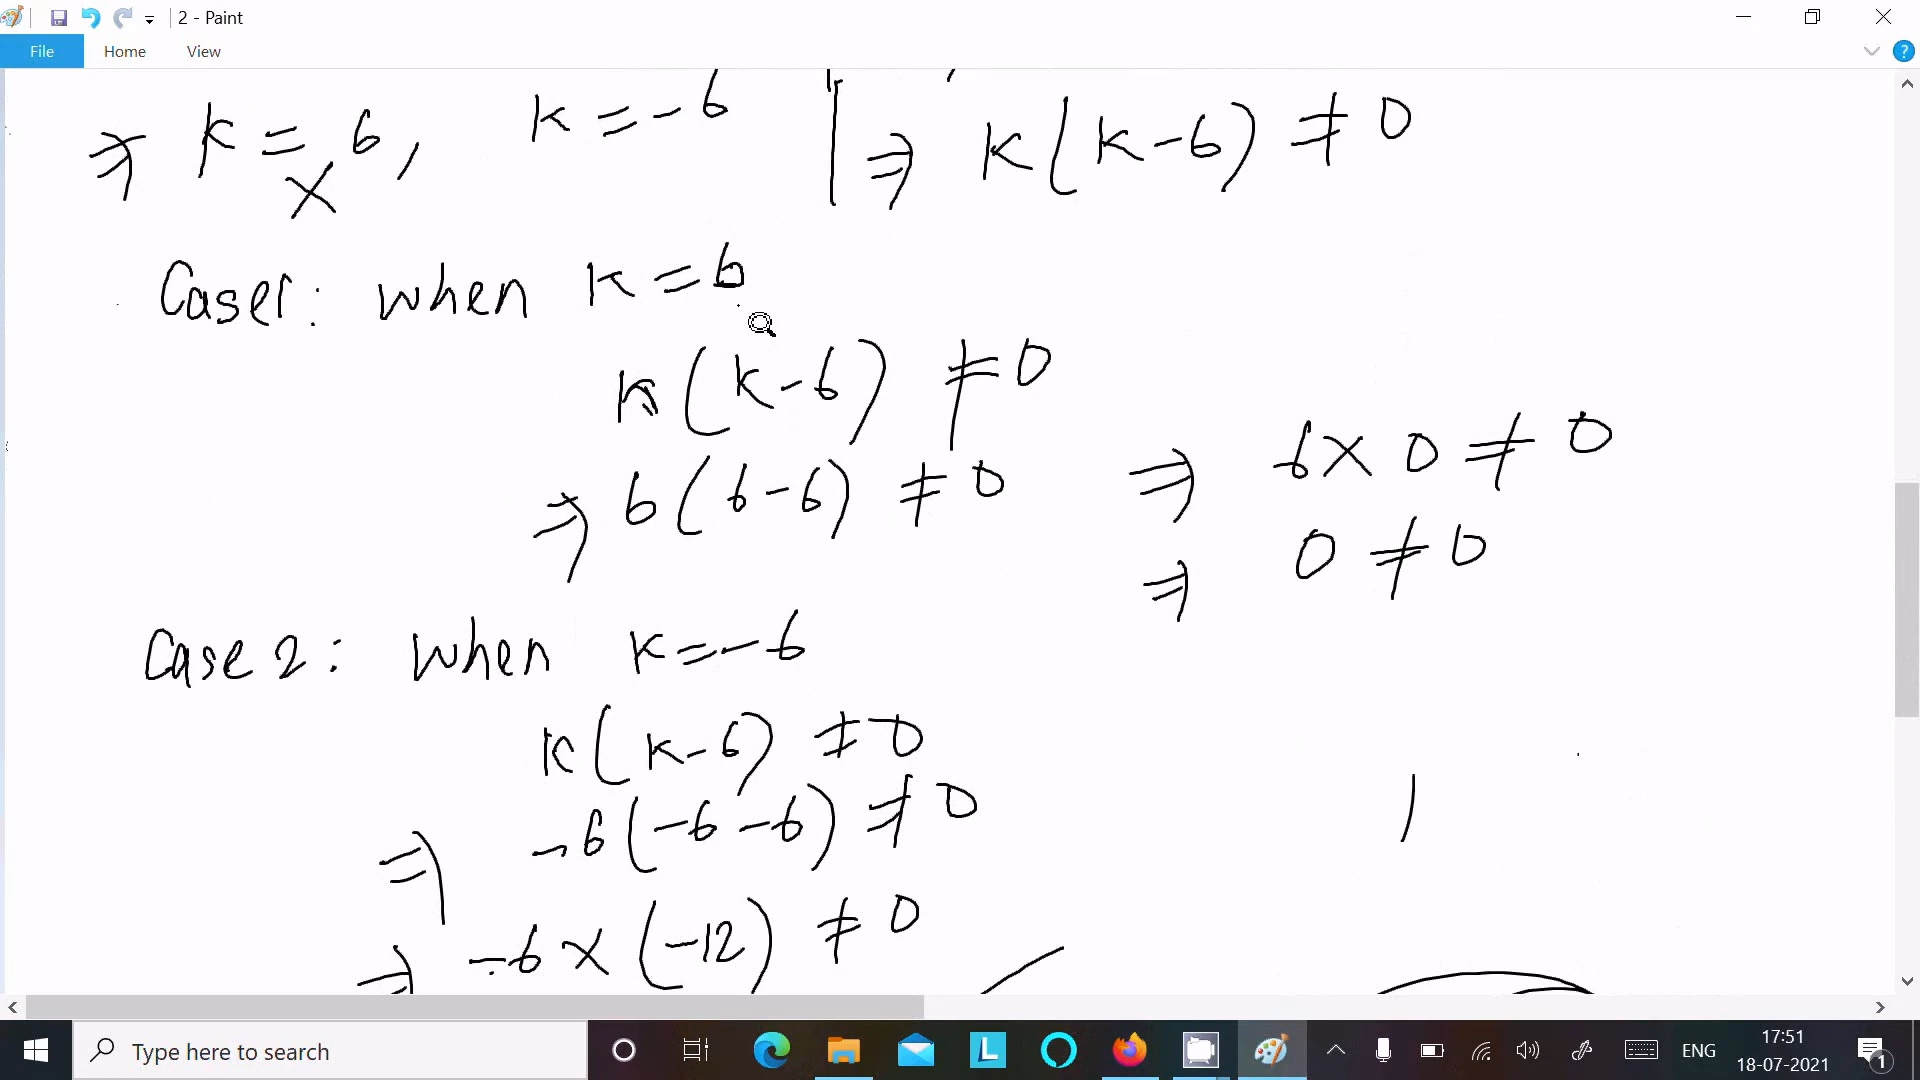 2 - Paint
File Home View
⇒ k = 6, k = -6
x
⇒ k(k-6) ≠ 0
Case1: when k = 6
k(k-6) ≠ 0
⇒ 6(6-6) ≠ 0 ⇒ 6 x 0 ≠ 0
⇒ 0 ≠ 0
Case 2: when k = -6
k(k-6) ≠ 0
⇒ -6(-6-6) ≠ 0
⇒ -6 x (-12) ≠ 0
Type here to search
ENG
17:51
18-07-2021
1